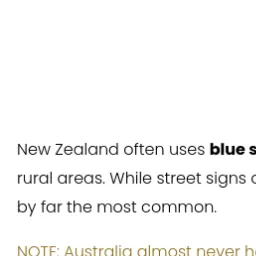 New Zealand often uses blue s
rural areas. While street signs
by far the most common.
NOTE: Australia almost never h